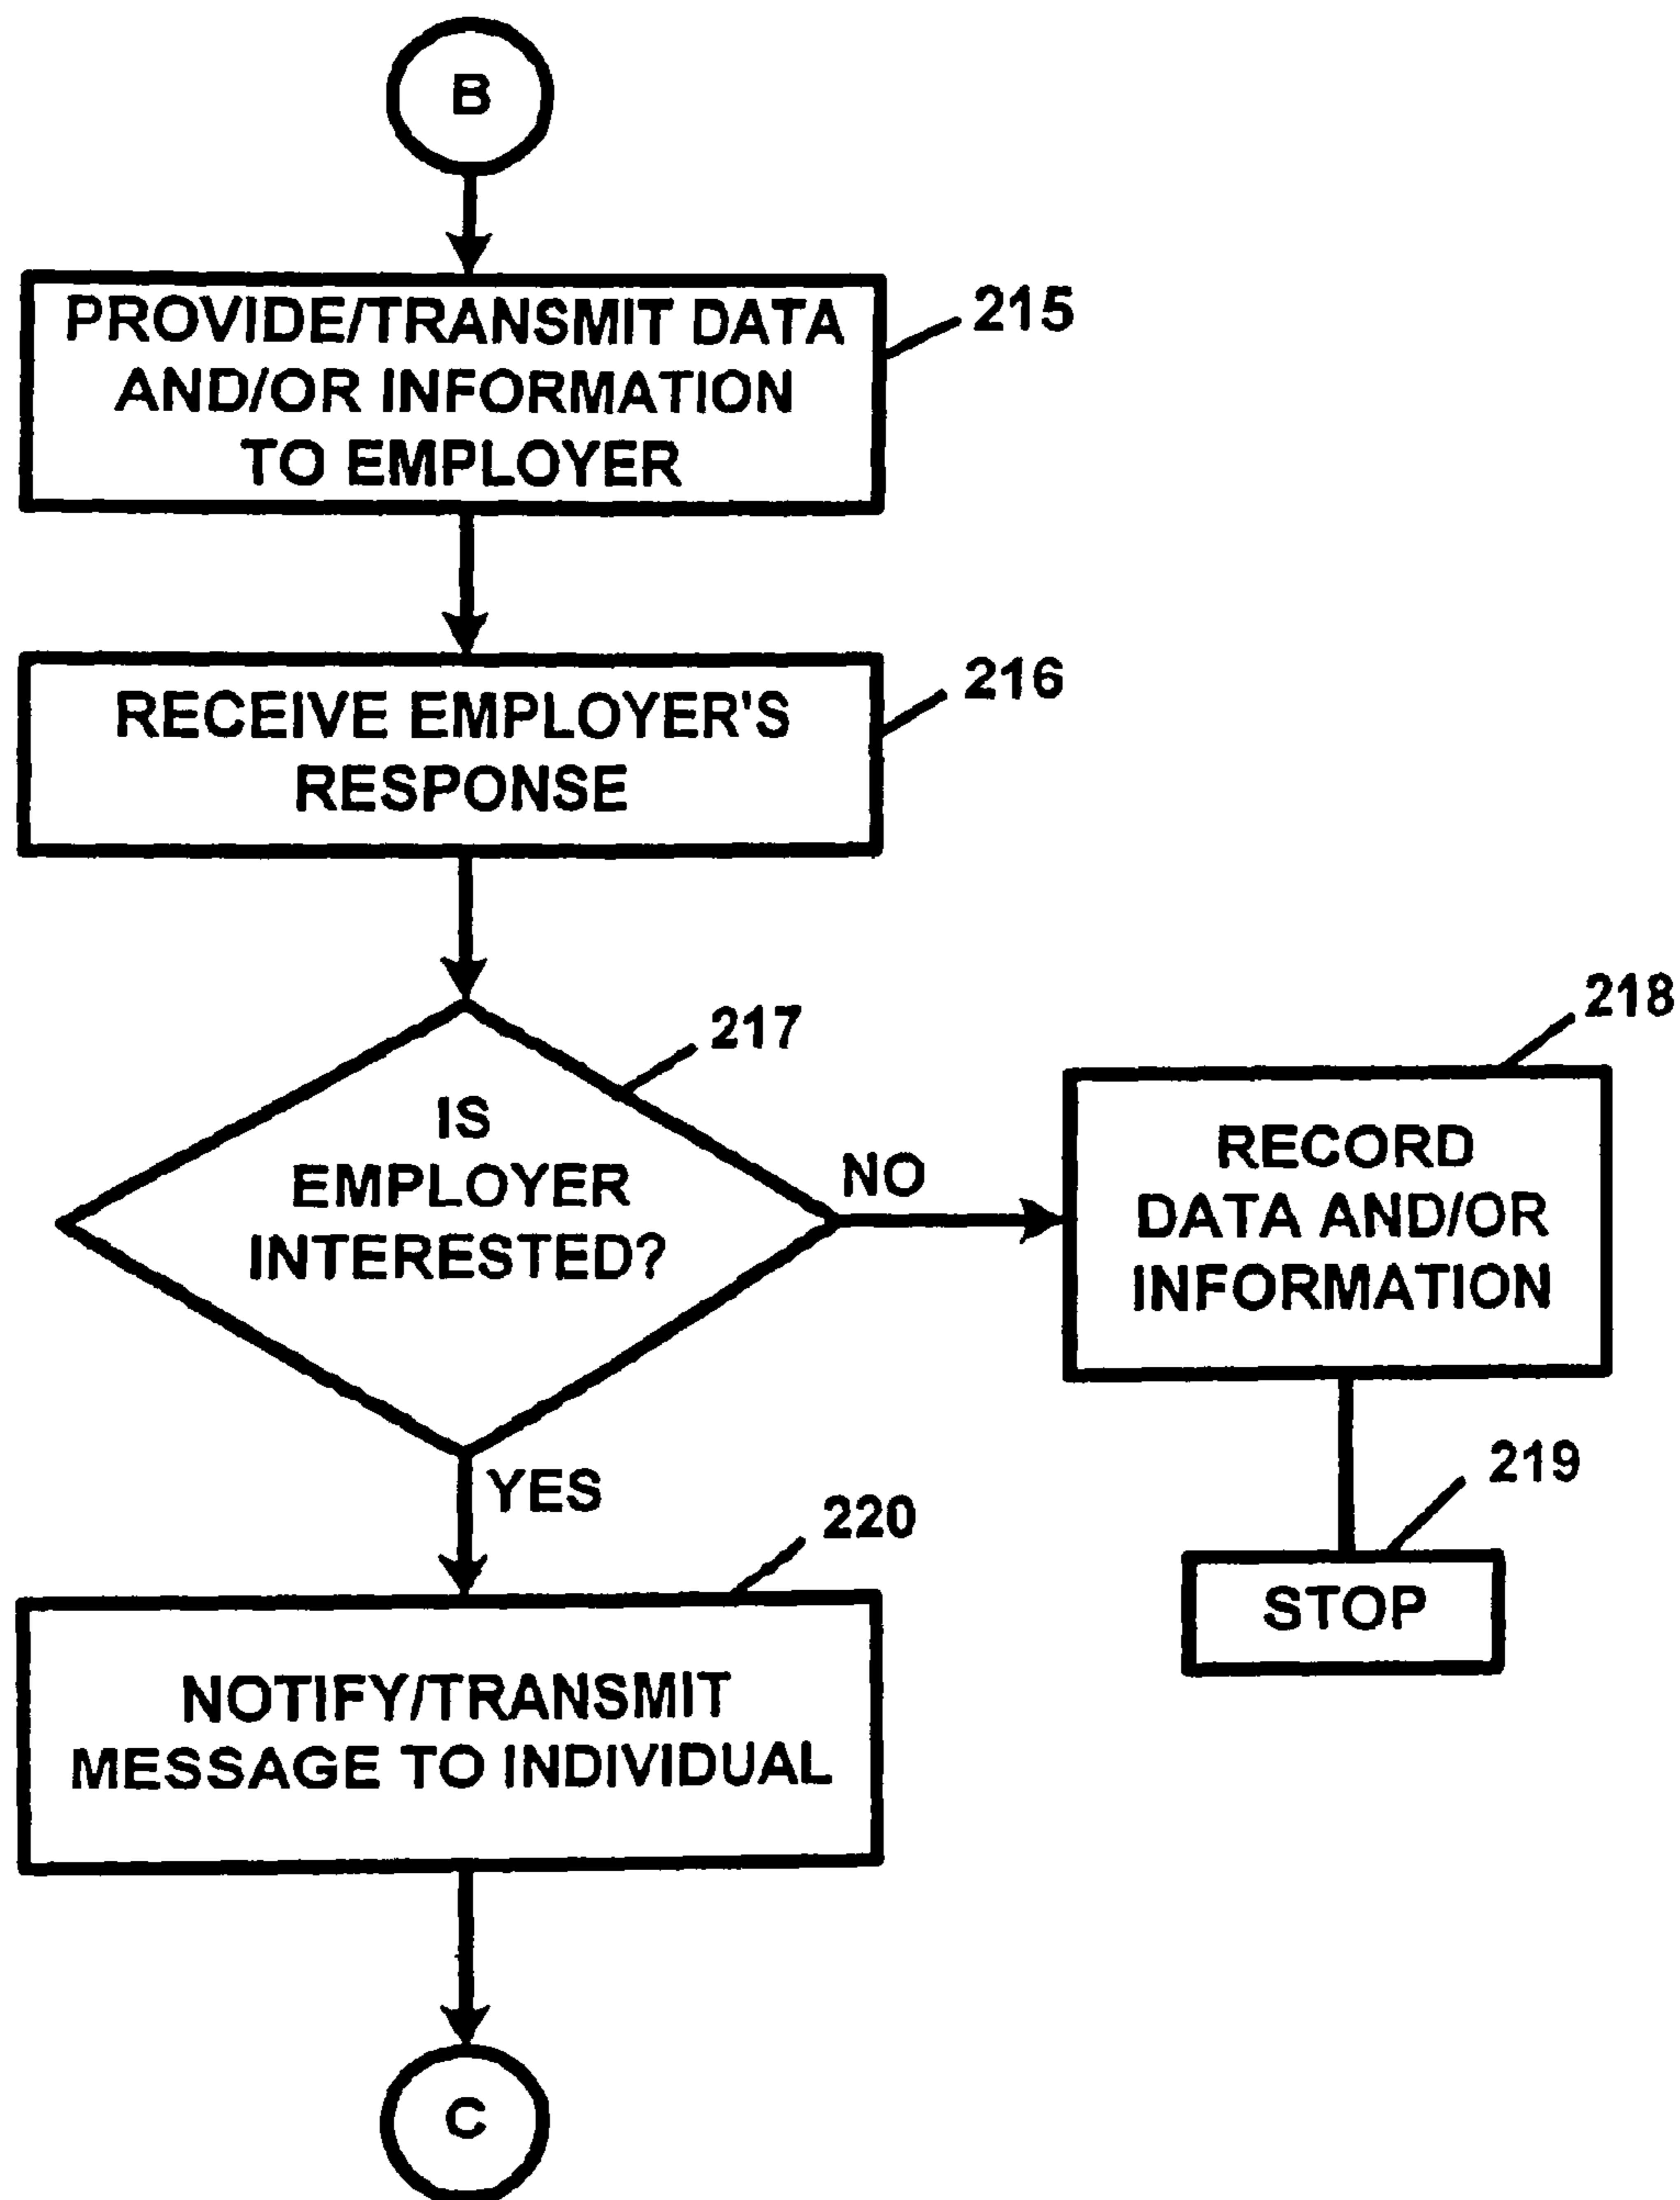 B
PROVIDE/TRANSMIT DATA
AND/OR INFORMATION
TO EMPLOYER
215
RECEIVE EMPLOYER'S
RESPONSE
216
IS
EMPLOYER
INTERESTED?
217
NO
RECORD
DATA AND/OR
INFORMATION
218
STOP
219
YES
NOTIFY/TRANSMIT
MESSAGE TO INDIVIDUAL
220
C